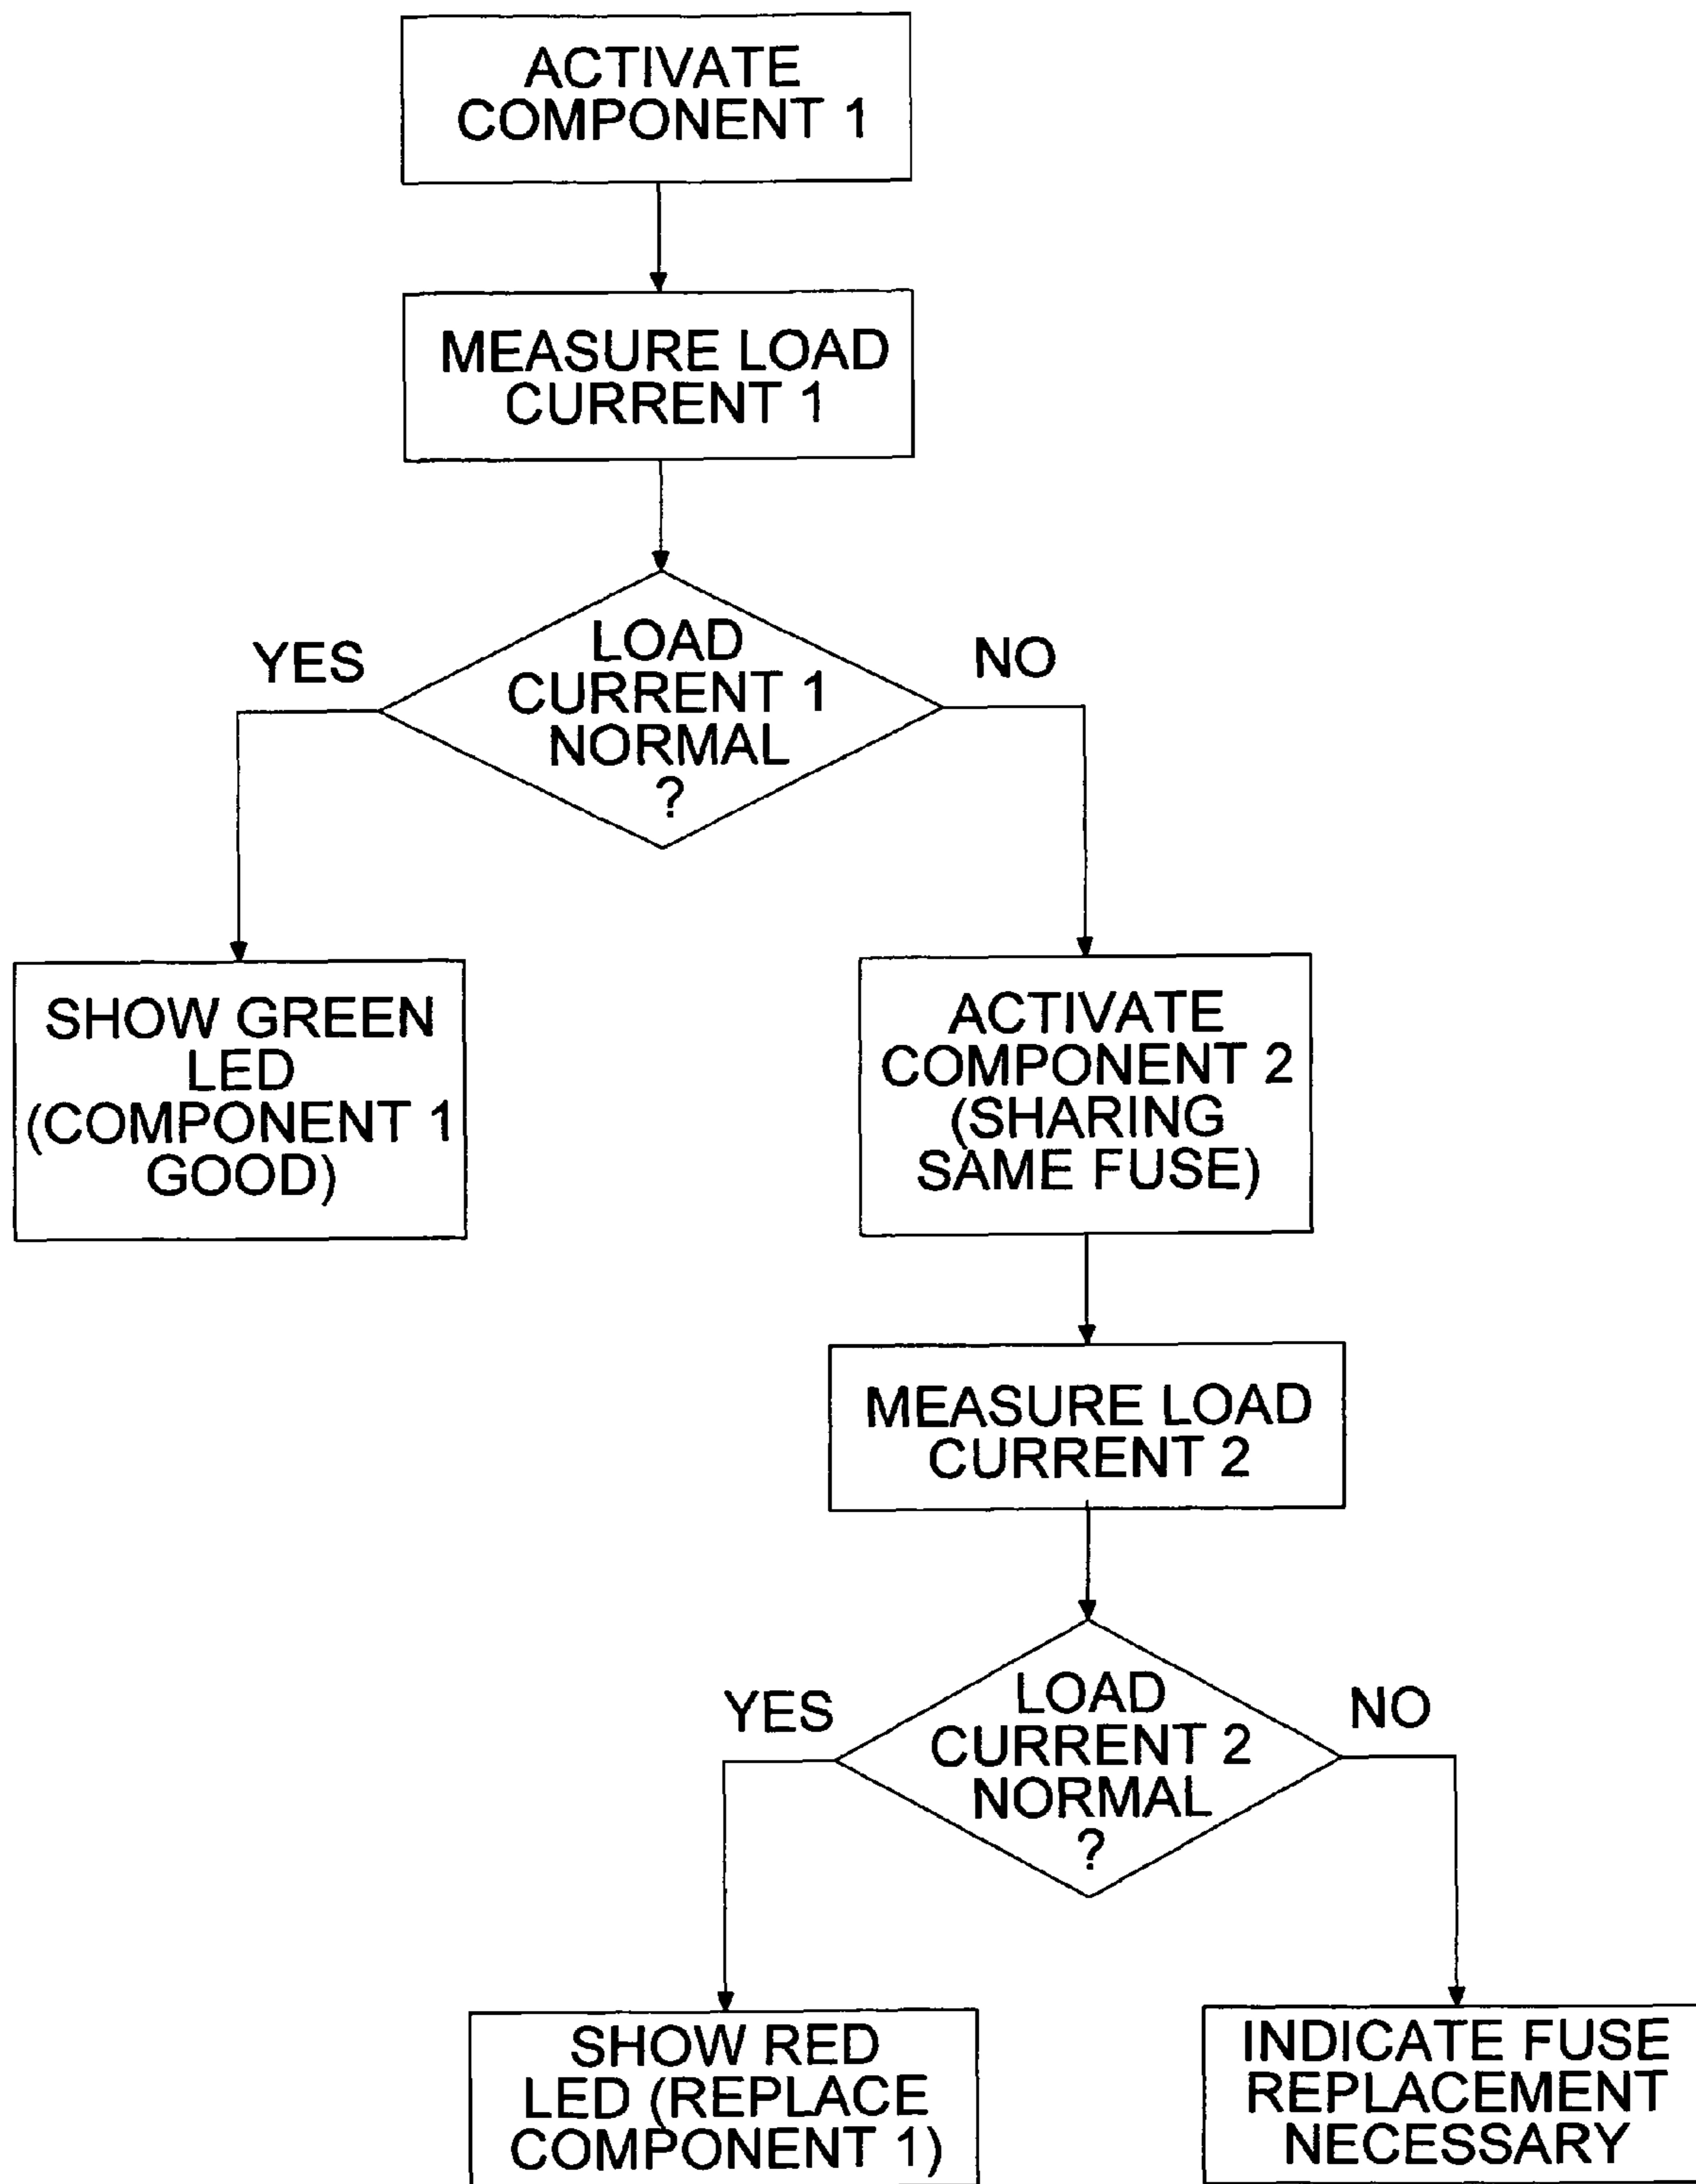 ACTIVATE
COMPONENT 1
MEASURE LOAD
CURRENT 1
LOAD
CURRENT 1
NORMAL
?
YES
NO
SHOW GREEN
LED
(COMPONENT 1
GOOD)
ACTIVATE
COMPONENT 2
(SHARING
SAME FUSE)
MEASURE LOAD
CURRENT 2
LOAD
CURRENT 2
NORMAL
?
YES
NO
SHOW RED
LED (REPLACE
COMPONENT 1)
INDICATE FUSE
REPLACEMENT
NECESSARY